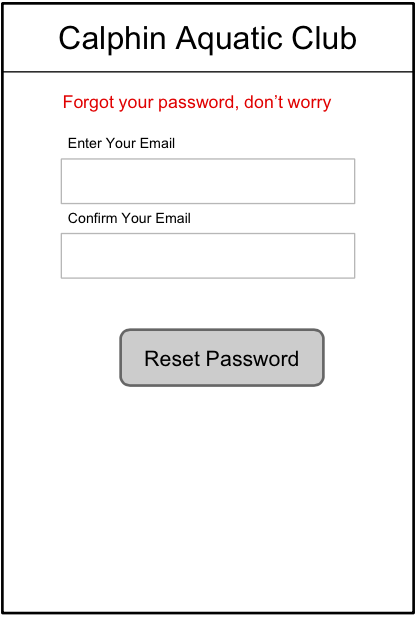 Calphin Aquatic Club
Forgot your password, don’t worry
Enter Your Email
Confirm Your Email
Reset Password